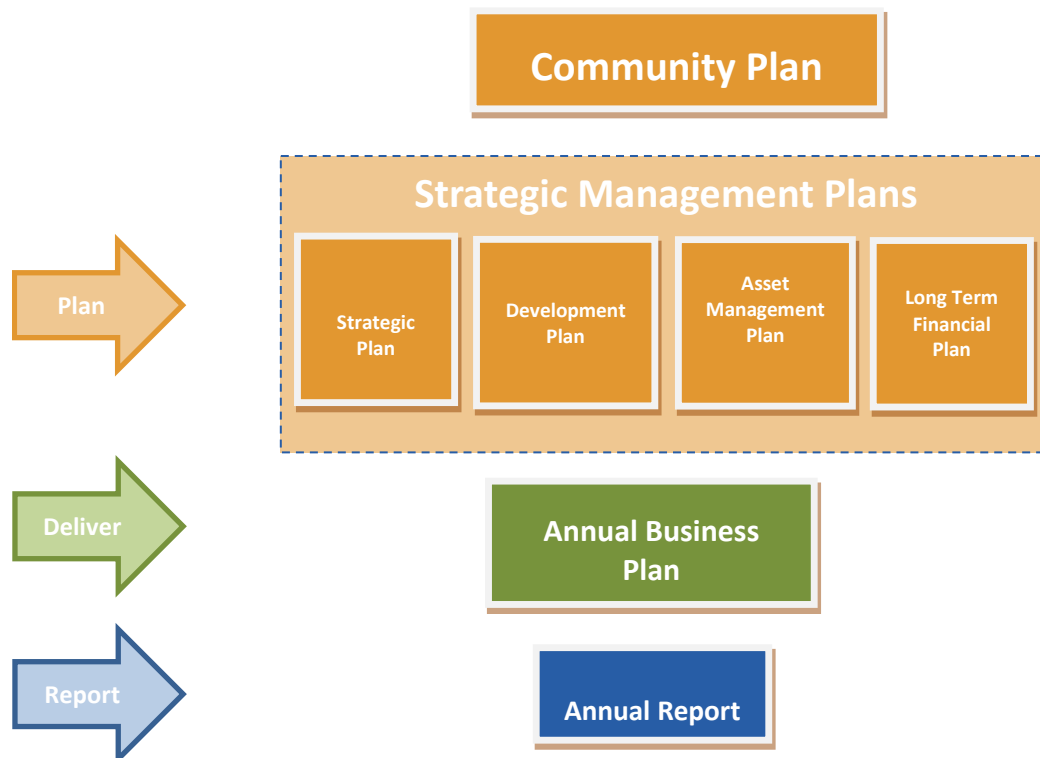 Community Plan
Strategic Management Plans
Plan
Strategic
Plan
Development
Plan
Asset
Management
Plan
Long Term
Financial
Plan
Deliver
Annual Business
Plan
Report
Annual Report